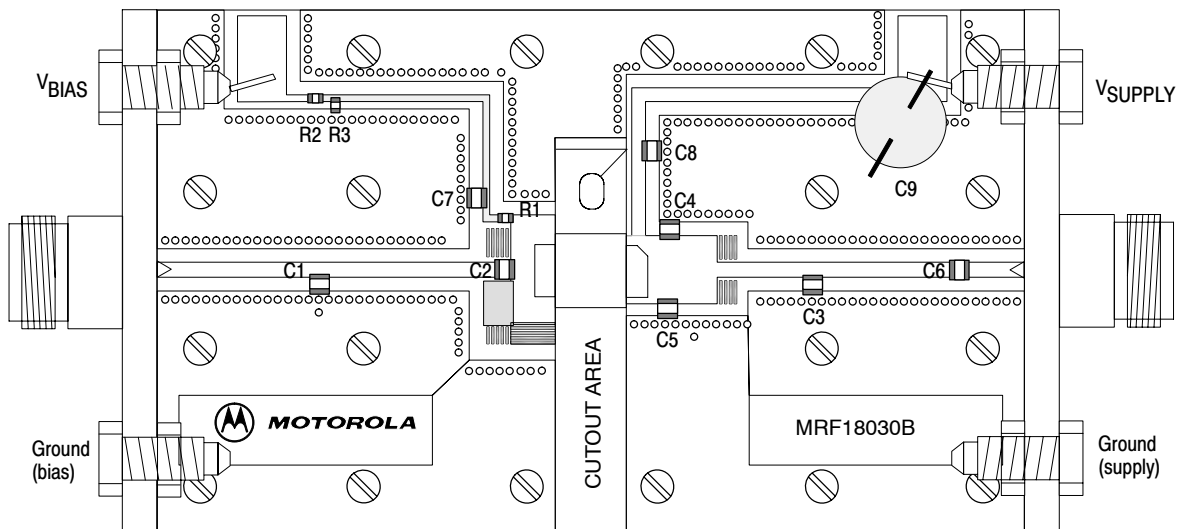 VBIAS
VSUPPLY
R2 R3
C8
C9
C7
R1
C4
C1
C2
C6
C3
C5
CUTOUT AREA
MOTOROLA
MRF18030B
Ground
(bias)
Ground
(supply)